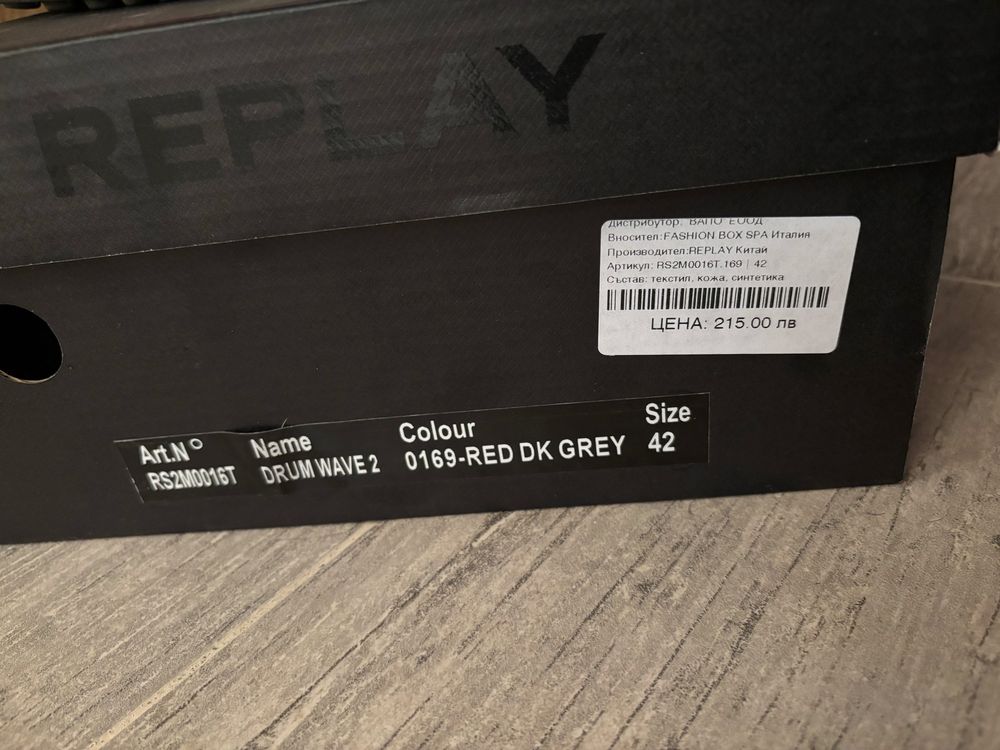 REPLAY
Дистрибутор: "ВАПО" ЕООД
Вносител:FASHION BOX SPA Италия
Производител:REPLAY Китай
Артикул: RS2M0016T.169 | 42
Състав: текстил, кожа, синтетика
ЦЕНА: 215.00 лв
Art.N° Name Colour Size
RS2M0016T DRUM WAVE 2 0169-RED DK GREY 42